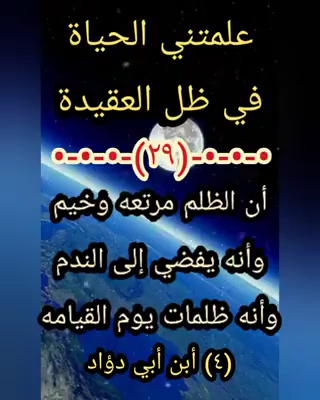 علمتني الحياة
في ظل العقيدة
-•-•-•-(٢٩)-•-•-•-
أن الظلم مرتعه وخيم
وأنه يفضي إلى الندم
وأنه ظلمات يوم القيامه
(٤) أبن أبي دؤاد